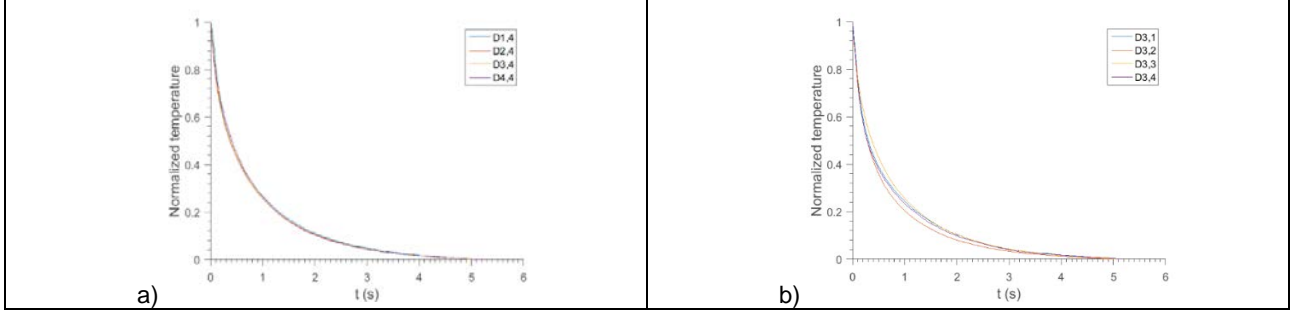 1
0.8
0.6
0.4
0.2
0
Normalized temperature
D1,4
D2,4
D3,4
D4,4
0 1 2 3 4 5 6
t (s)
a)
1
0.8
0.6
0.4
0.2
0
Normalized temperature
D3,1
D3,2
D3,3
D3,4
0 1 2 3 4 5 6
t (s)
b)